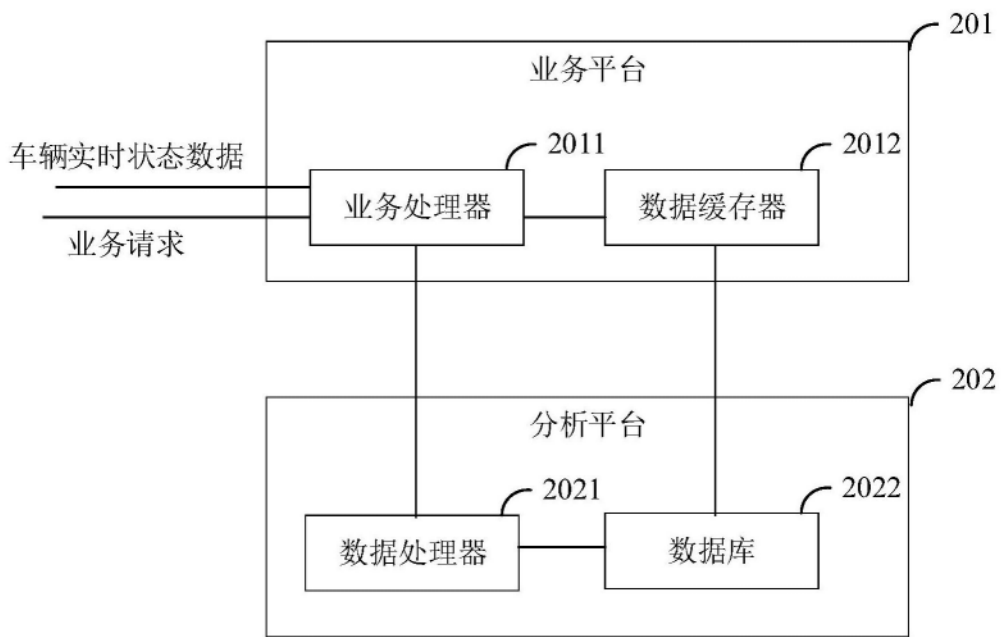 201
业务平台
车辆实时状态数据
2011
2012
业务处理器
数据缓存器
业务请求
202
分析平台
2021
2022
数据处理器
数据库